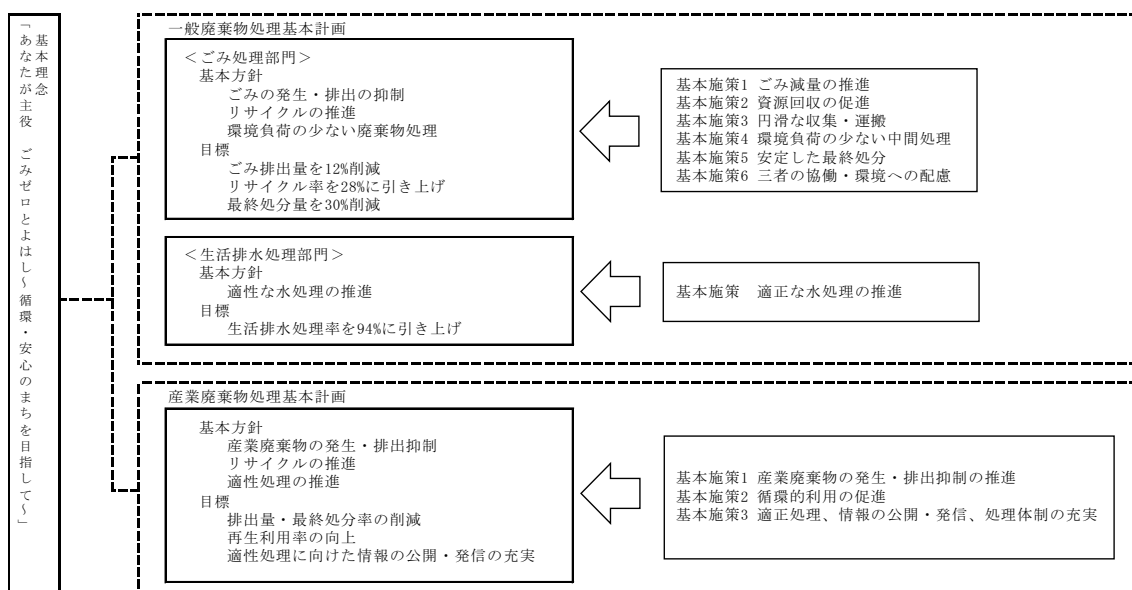 基本理念
「あなたが主役　ごみゼロとよはし～循環・安心のまちを目指して～」
一般廃棄物処理基本計画
＜ごみ処理部門＞
基本方針
ごみの発生・排出の抑制
リサイクルの推進
環境負荷の少ない廃棄物処理
目標
ごみ排出量を12%削減
リサイクル率を28%に引き上げ
最終処分量を30%削減
基本施策1 ごみ減量の推進
基本施策2 資源回収の促進
基本施策3 円滑な収集・運搬
基本施策4 環境負荷の少ない中間処理
基本施策5 安定した最終処分
基本施策6 三者の協働・環境への配慮
＜生活排水処理部門＞
基本方針
適性な水処理の推進
目標
生活排水処理率を94%に引き上げ
基本施策　適正な水処理の推進
産業廃棄物処理基本計画
基本方針
産業廃棄物の発生・排出抑制
リサイクルの推進
適性処理の推進
目標
排出量・最終処分率の削減
再生利用率の向上
適性処理に向けた情報の公開・発信の充実
基本施策1 産業廃棄物の発生・排出抑制の推進
基本施策2 循環的利用の促進
基本施策3 適正処理、情報の公開・発信、処理体制の充実